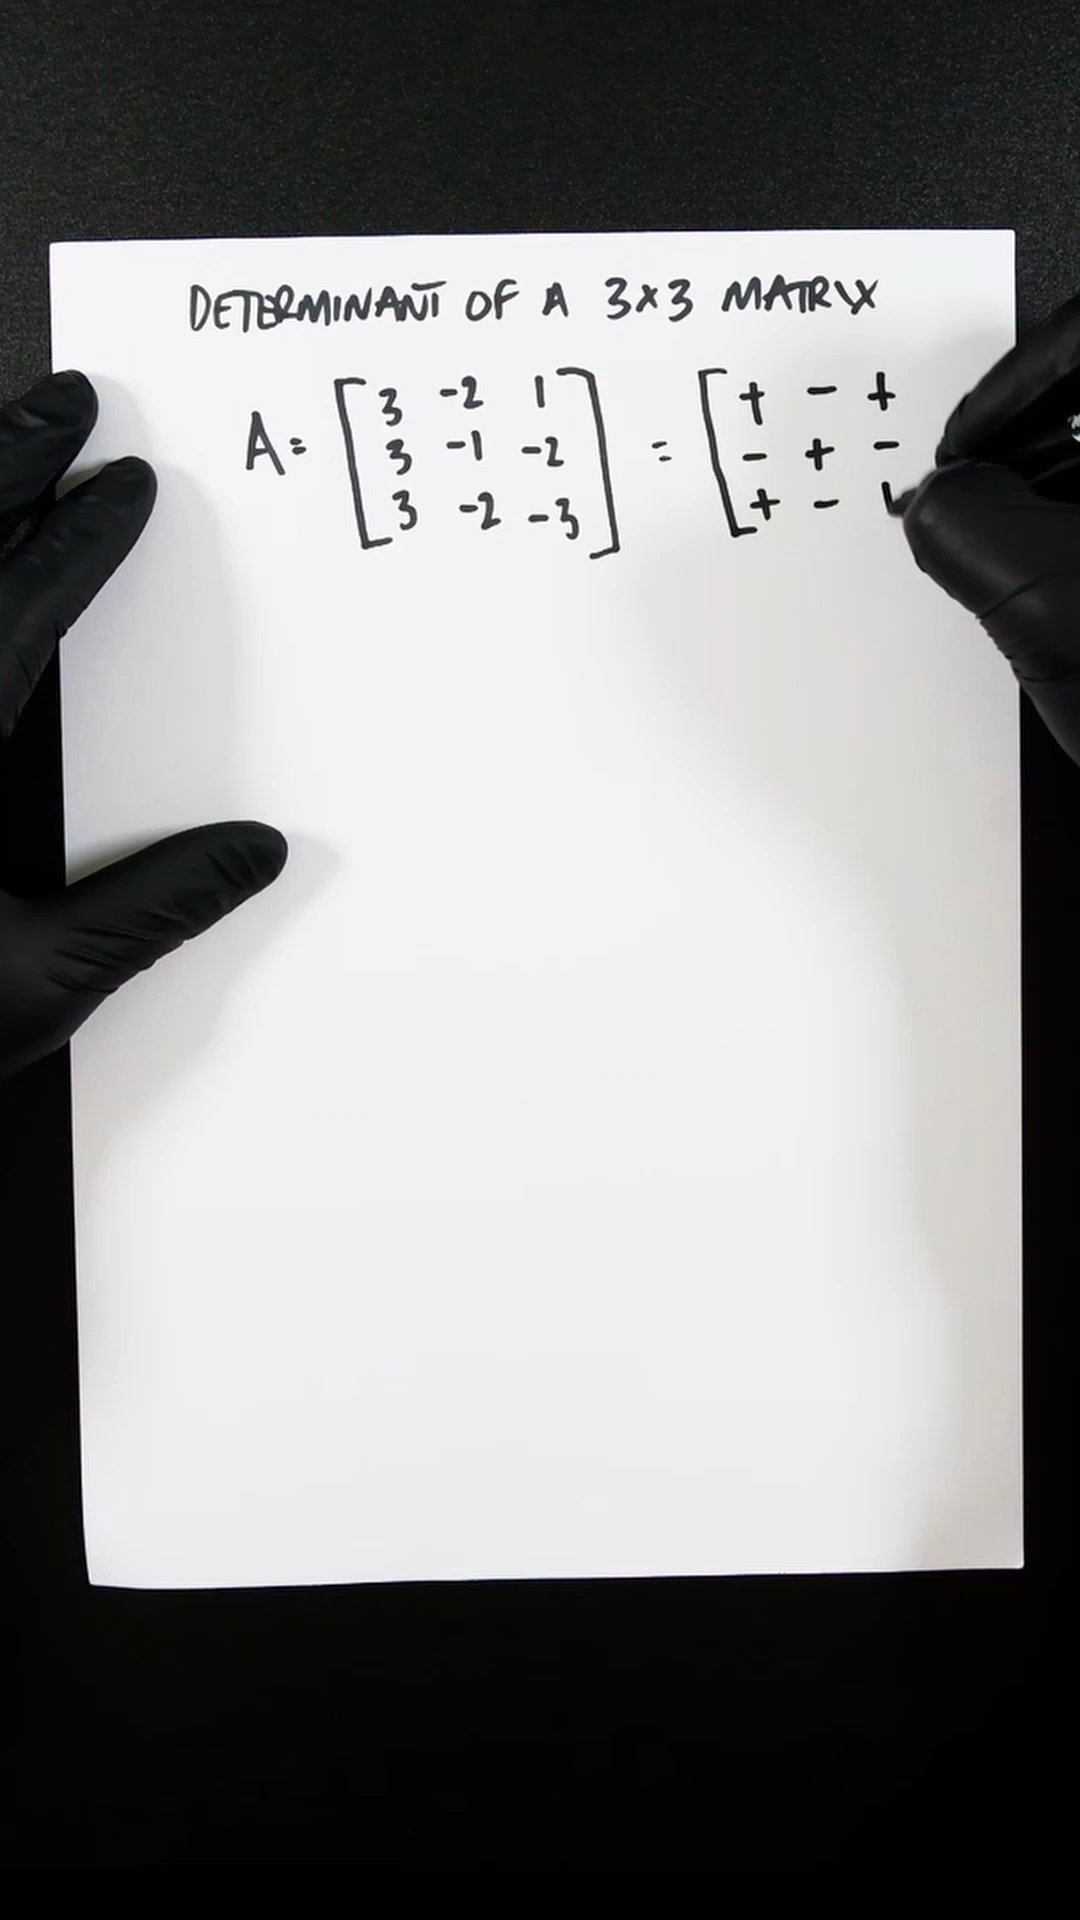 DETERMINANT OF A 3x3 MATRIX
A= [3 -2 1] = [+ - +
[3 -1 -2] [- + -
[3 -2 -3] [+ -